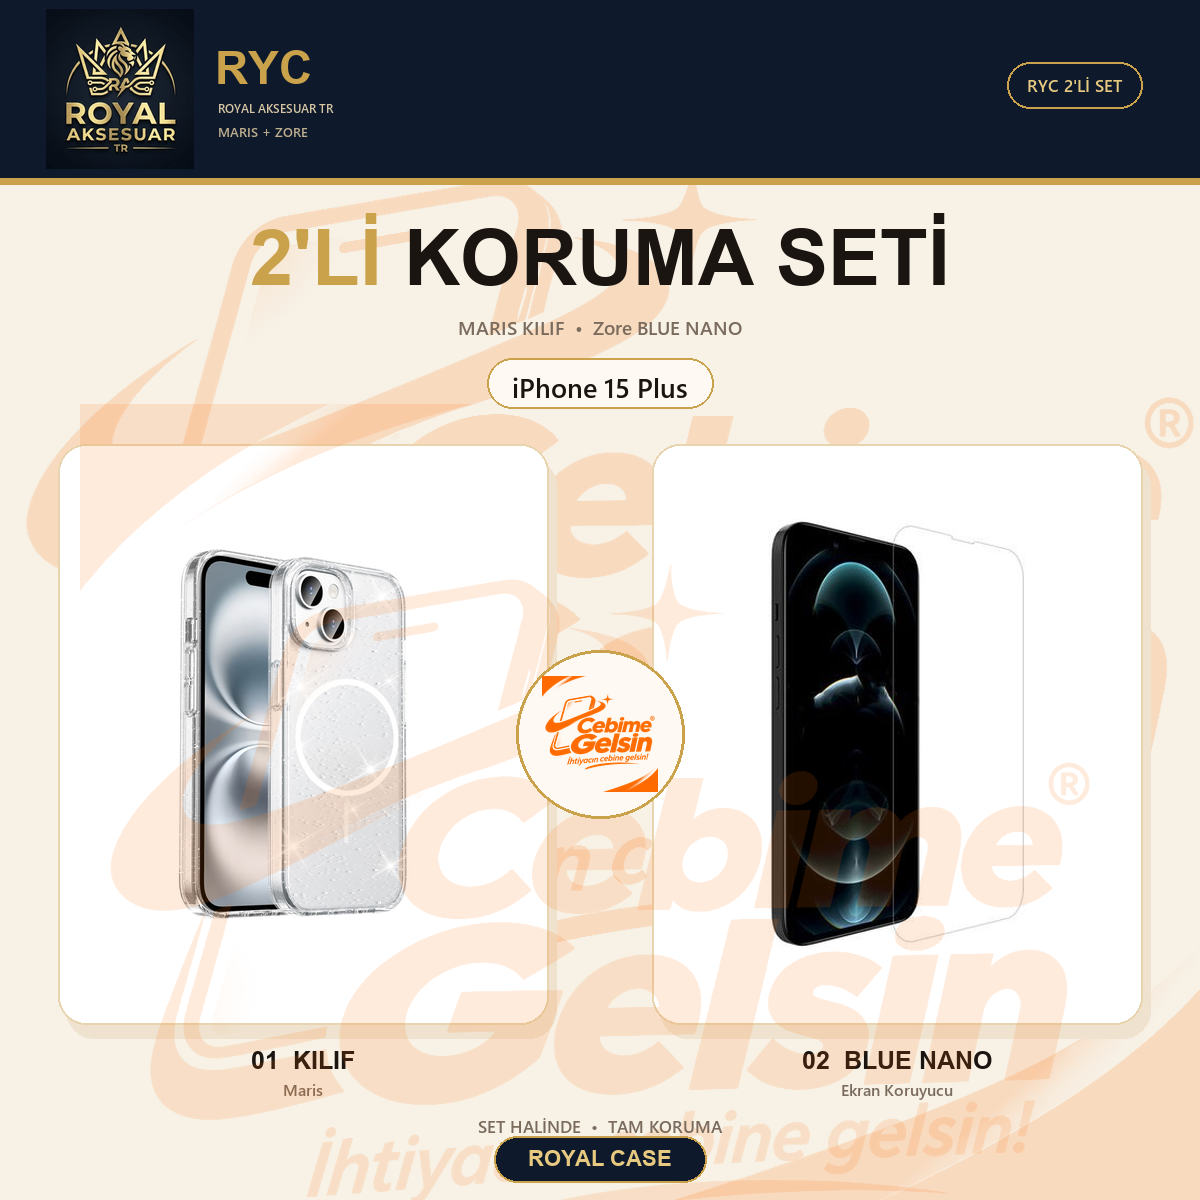 ROYAL
AKSESUAR
TR
RYC
ROYAL AKSESUAR TR
MARIS + ZORE
RYC 2'Lİ SET
2'Lİ KORUMA SETİ
MARIS KILIF • Zore BLUE NANO
iPhone 15 Plus
Cebime®
Gelsin
İhtiyacın cebine gelsin!
Cebime®
Gelsin
01 KILIF
Maris
02 BLUE NANO
Ekran Koruyucu
SET HALİNDE • TAM KORUMA
ROYAL CASE